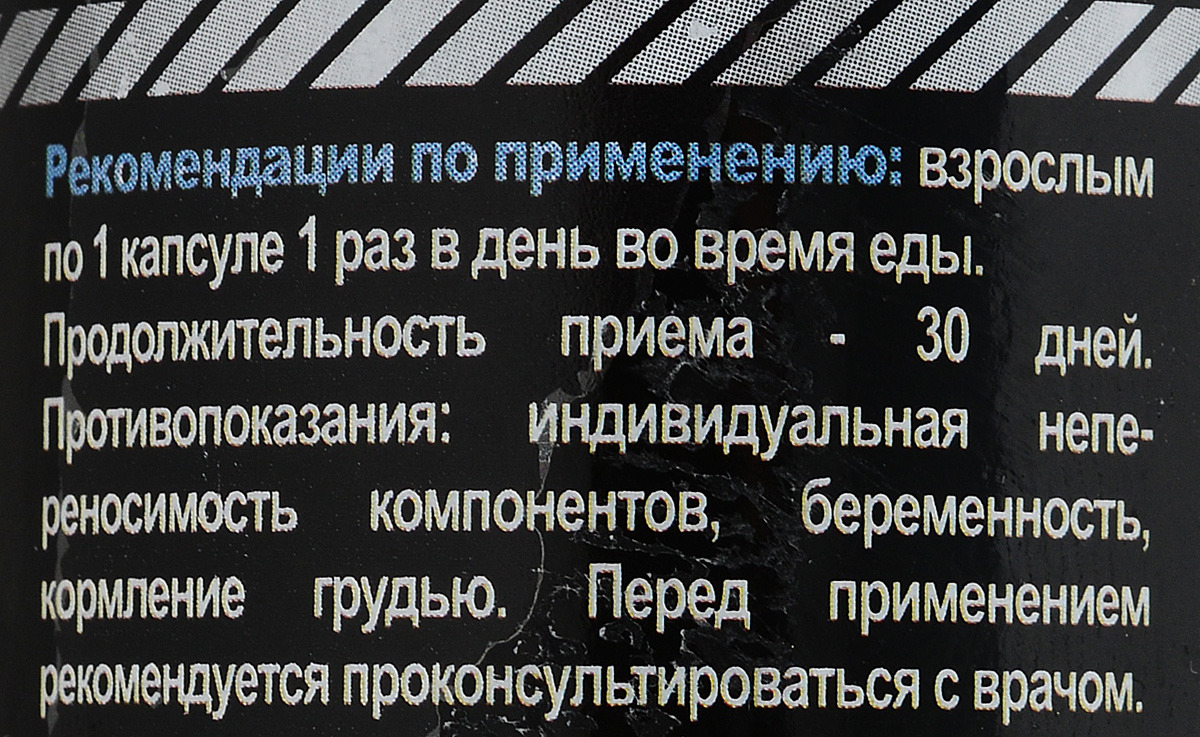 Рекомендации по применению: взрослым
по 1 капсуле 1 раз в день во время еды.
Продолжительность приема - 30 дней.
Противопоказания: индивидуальная непе-
реносимость компонентов, беременность,
кормление грудью. Перед применением
рекомендуется проконсультироваться с врачом.